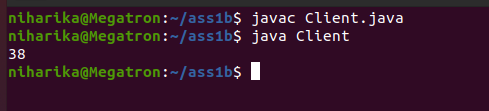 niharika@Megatron:~/ass1b$ javac Client.java
niharika@Megatron:~/ass1b$ java Client
38
niharika@Megatron:~/ass1b$